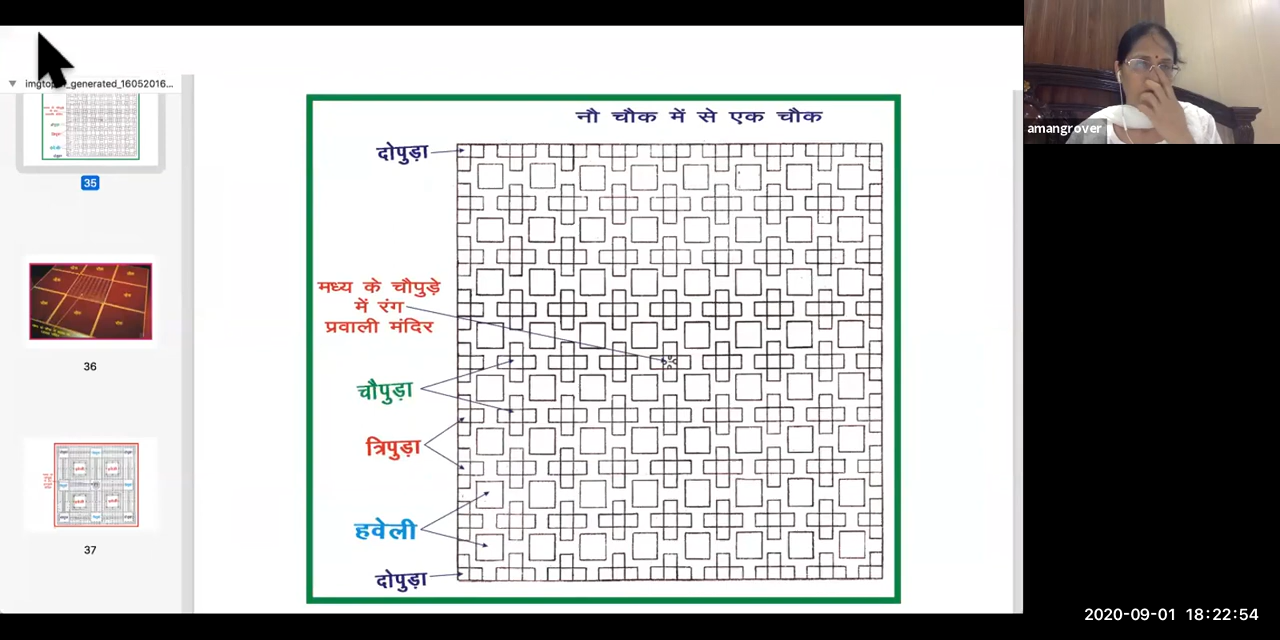 imgtopdf_generated_16052016...
35
36
37
नौ चौक में से एक चौक
दोपुड़ा
मध्य के चौपुड़े
में रंग
प्रवाली मंदिर
चौपुड़ा
त्रिपुड़ा
हवेली
दोपुड़ा
amangrover
2020-09-01 18:22:54